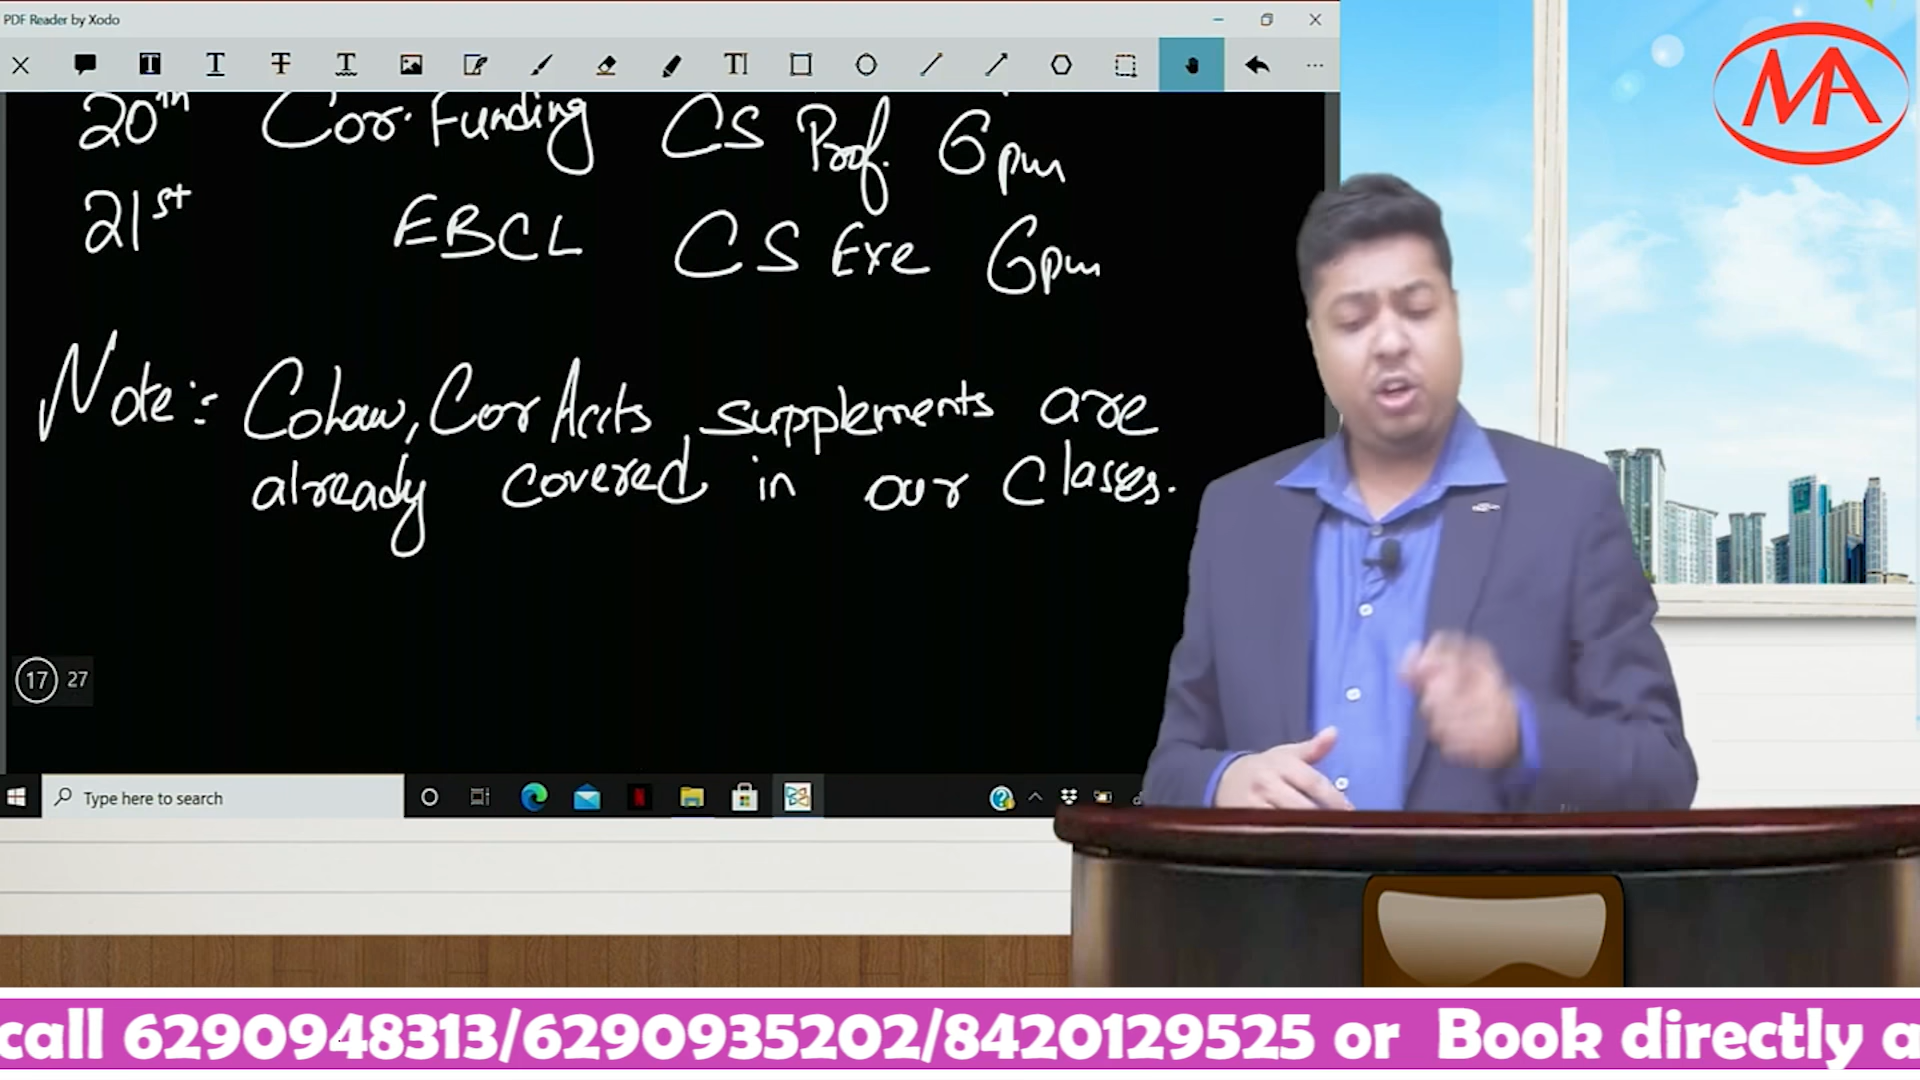 PDF Reader by Xodo
MA
20th Cor. Funding CS Prof. 6pm
21st EBCL CS Exe 6pm
Note:- CoLaw, Cor Accts, supplements are
already covered in our classes.
17 27
Type here to search
call 6290948313/6290935202/8420129525 or Book directly a